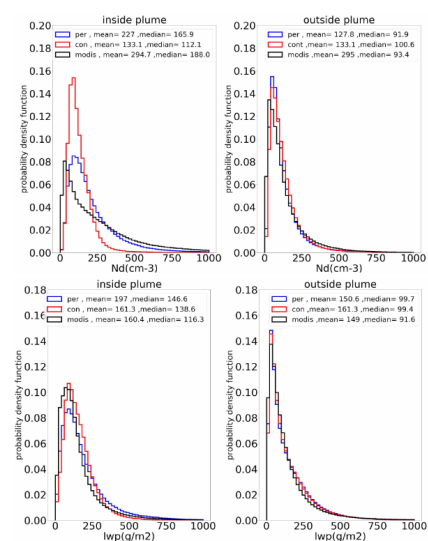 inside plume
outside plume
probability density function
0.20
0.18
0.16
0.14
0.12
0.10
0.08
0.06
0.04
0.02
0.00
per , mean= 227 ,median= 165.9
con , mean= 133.1 ,median= 112.1
modis , mean= 294.7 ,median= 188.0
0 250 500 750 1000
Nd(cm-3)
probability density function
0.20
0.18
0.16
0.14
0.12
0.10
0.08
0.06
0.04
0.02
0.00
per , mean= 127.8 ,median= 91.9
cont , mean= 133.1 ,median= 100.6
modis , mean= 295 ,median= 93.4
0 250 500 750 1000
Nd(cm-3)
inside plume
outside plume
probability density function
0.18
0.16
0.14
0.12
0.10
0.08
0.06
0.04
0.02
0.00
per , mean= 197 ,median= 146.6
con , mean= 161.3 ,median= 138.6
modis , mean= 160.4 ,median= 116.3
0 250 500 750 1000
lwp(g/m2)
probability density function
0.18
0.16
0.14
0.12
0.10
0.08
0.06
0.04
0.02
0.00
per , mean= 150.6 ,median= 99.7
con ,mean= 161.3 ,median= 99.4
modis ,mean= 149 ,median= 91.6
0 250 500 750 1000
lwp(g/m2)